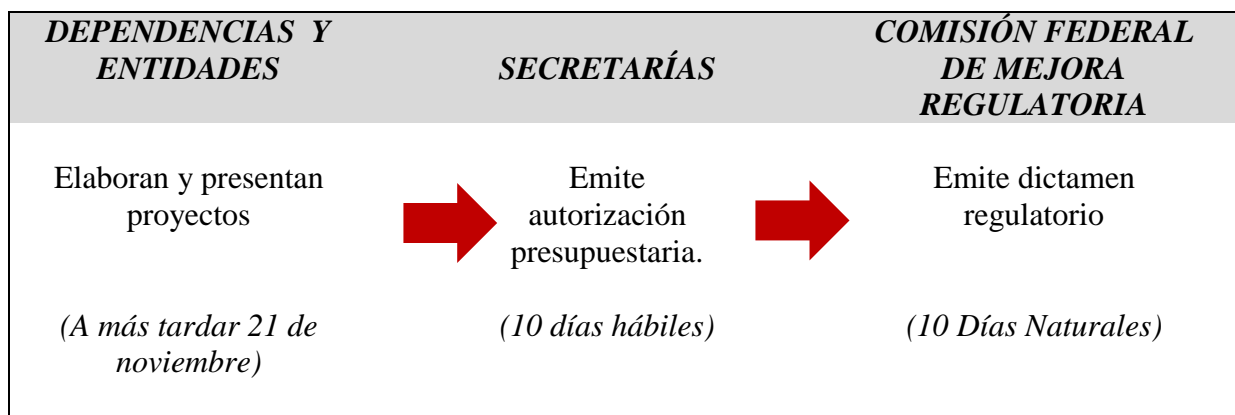 DEPENDENCIAS Y
ENTIDADES
SECRETARÍAS
COMISIÓN FEDERAL
DE MEJORA
REGULATORIA
Elaboran y presentan
proyectos
Emite
autorización
presupuestaria.
Emite dictamen
regulatorio
(A más tardar 21 de
noviembre)
(10 días hábiles)
(10 Días Naturales)